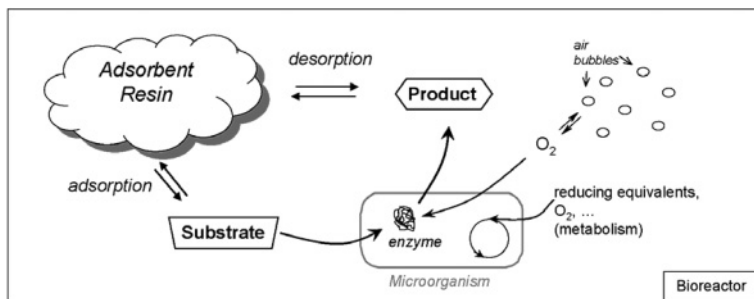 Adsorbent
Resin
desorption
Product
air
bubbles
O₂
adsorption
Substrate
enzyme
Microorganism
reducing equivalents,
O₂, ...
(metabolism)
Bioreactor